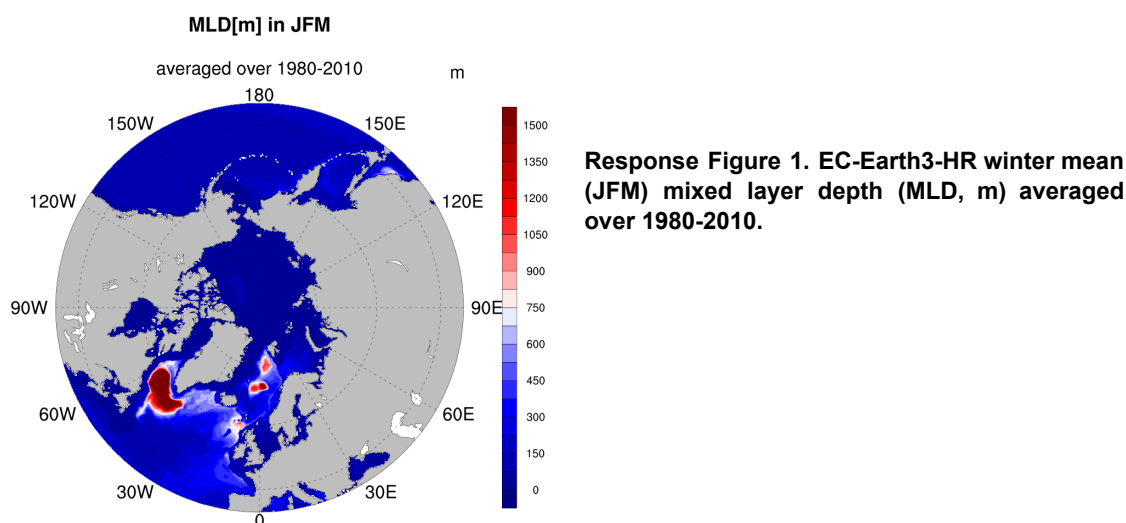 MLD[m] in JFM
averaged over 1980-2010
m
180
150W
150E
120W
120E
90W
90E
60W
60E
30W
30E
0
1500
1350
1200
1050
900
750
600
450
300
150
0
Response Figure 1. EC-Earth3-HR winter mean
(JFM) mixed layer depth (MLD, m) averaged
over 1980-2010.